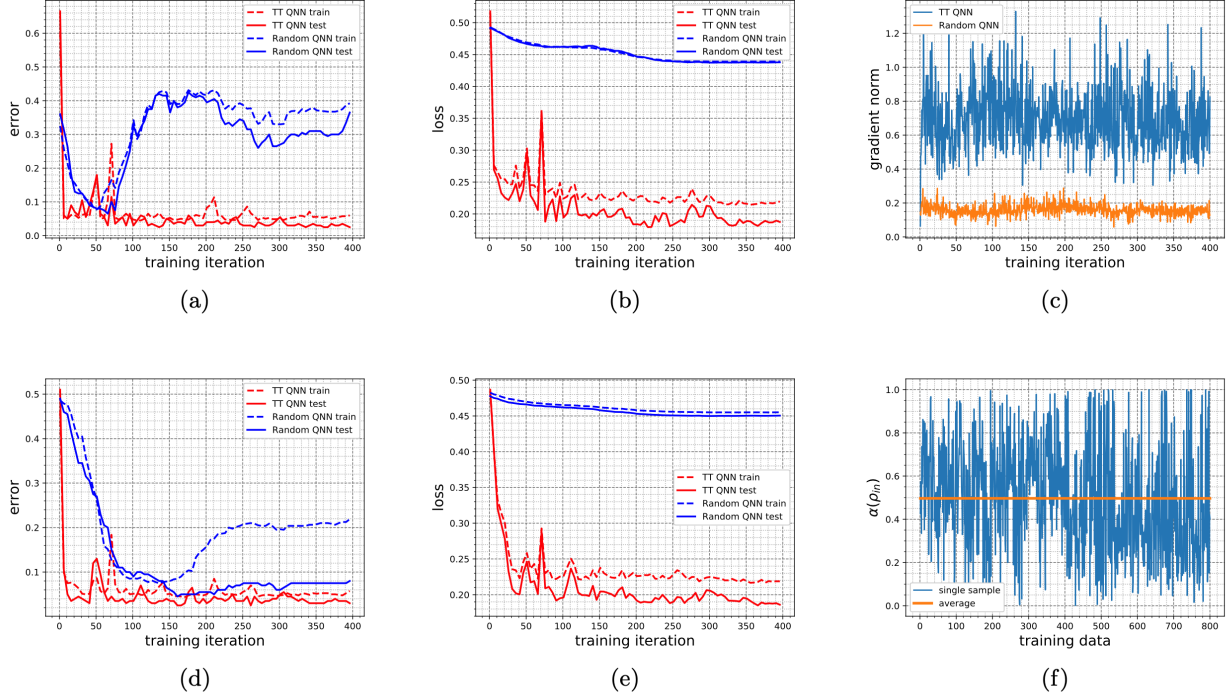 TT QNN train
TT QNN test
Random QNN train
Random QNN test
error
0.6
0.5
0.4
0.3
0.2
0.1
0.0
0 50 100 150 200 250 300 350 400
training iteration
(a)
TT QNN train
TT QNN test
Random QNN train
Random QNN test
loss
0.50
0.45
0.40
0.35
0.30
0.25
0.20
0 50 100 150 200 250 300 350 400
training iteration
(b)
TT QNN
Random QNN
gradient norm
1.2
1.0
0.8
0.6
0.4
0.2
0.0
0 50 100 150 200 250 300 350 400
training iteration
(c)
TT QNN train
TT QNN test
Random QNN train
Random QNN test
error
0.5
0.4
0.3
0.2
0.1
0 50 100 150 200 250 300 350 400
training iteration
(d)
loss
0.50
0.45
0.40
0.35
0.30
0.25
0.20
TT QNN train
TT QNN test
Random QNN train
Random QNN test
0 50 100 150 200 250 300 350 400
training iteration
(e)
α(ρ_in)
1.0
0.8
0.6
0.4
0.2
0.0
single sample
average
0 100 200 300 400 500 600 700 800
training data
(f)